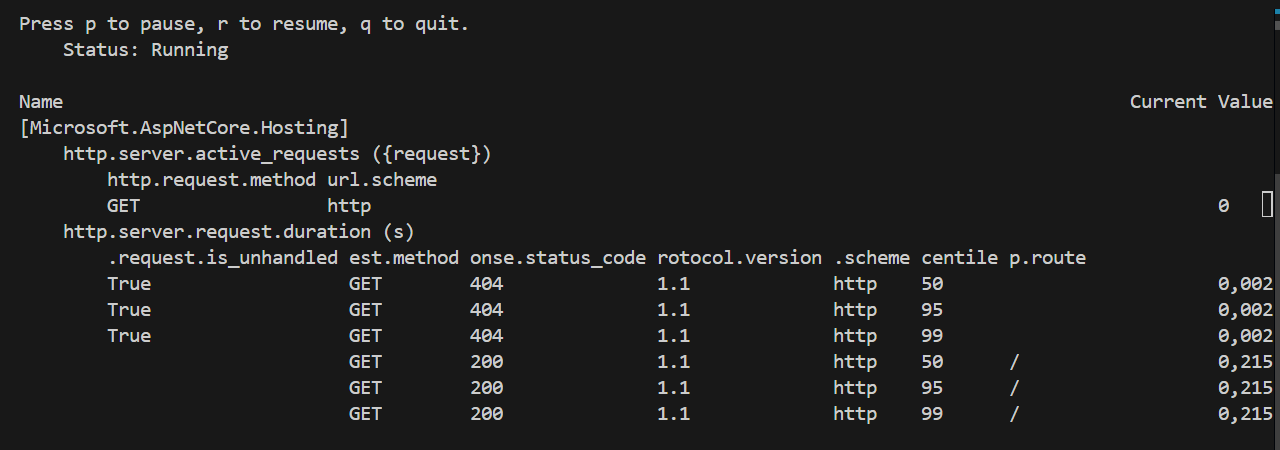 Press p to pause, r to resume, q to quit.
Status: Running
Name Current Value
[Microsoft.AspNetCore.Hosting]
http.server.active_requests ({request})
http.request.method url.scheme
GET http 0
http.server.request.duration (s)
.request.is_unhandled est.method onse.status_code rotocol.version .scheme centile p.route
True GET 404 1.1 http 50 0,002
True GET 404 1.1 http 95 0,002
True GET 404 1.1 http 99 0,002
GET 200 1.1 http 50 / 0,215
GET 200 1.1 http 95 / 0,215
GET 200 1.1 http 99 / 0,215